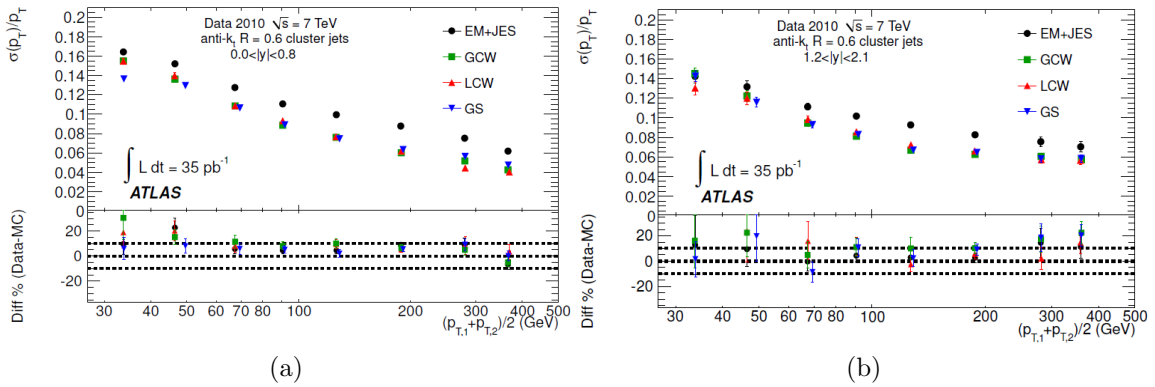 σ(p_T)/p_T
Data 2010 √s = 7 TeV
anti-k_t R = 0.6 cluster jets
0.0<|y|<0.8
EM+JES
GCW
LCW
GS
0.16
0.14
0.12
0.1
0.08
0.06
0.04
0.02
∫ L dt = 35 pb⁻¹
ATLAS
Diff % (Data-MC)
0
20
0
-20
30 40 50 60 70 80 100 200 300 400 500
(p_T,1+p_T,2)/2 (GeV)
(a)
σ(p_T)/p_T
Data 2010 √s = 7 TeV
anti-k_t R = 0.6 cluster jets
1.2<|y|<2.1
EM+JES
GCW
LCW
GS
0.2
0.18
0.16
0.14
0.12
0.1
0.08
0.06
0.04
0.02
∫ L dt = 35 pb⁻¹
ATLAS
Diff % (Data-MC)
0
20
0
-20
30 40 50 60 70 80 100 200 300 400 500
(p_T,1+p_T,2)/2 (GeV)
(b)